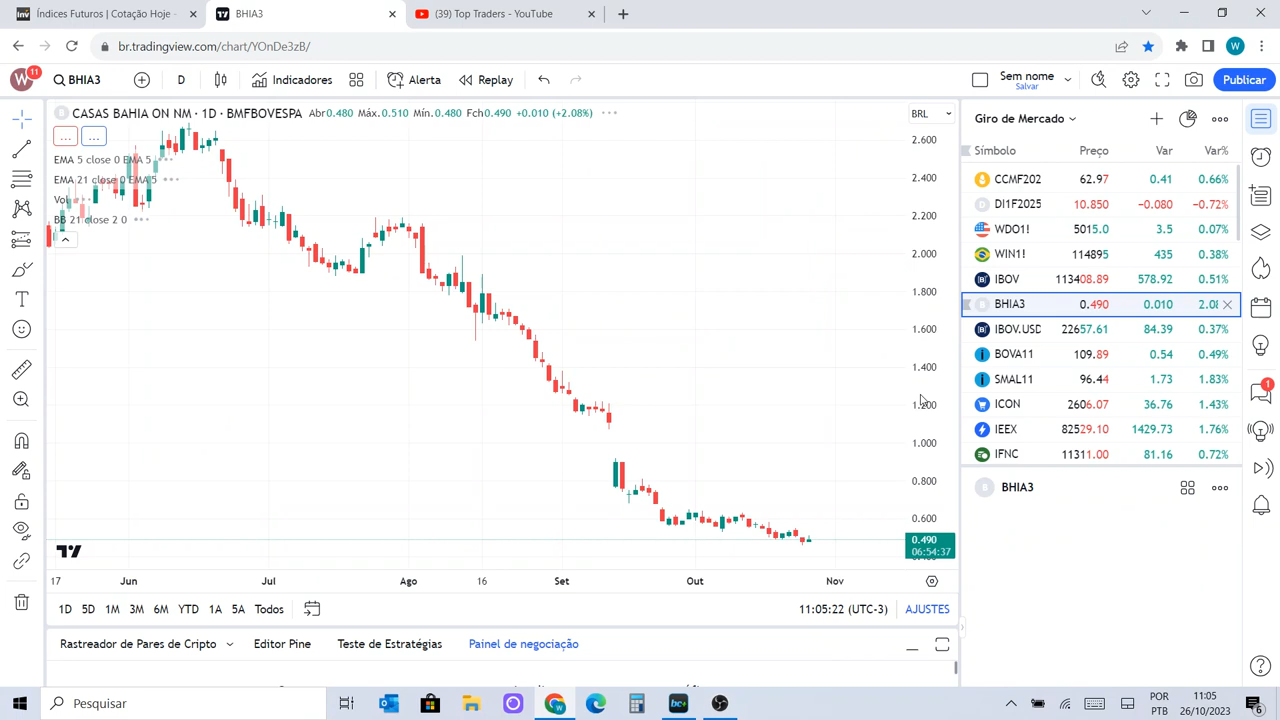 Índices Futuros | Cotação Hoje -
BHIA3
(39) Top Traders - YouTube
br.tradingview.com/chart/YOnDe3zB/
W
W
11
BHIA3
D
Indicadores
Alerta
Replay
Sem nome
Salvar
Publicar
CASAS BAHIA ON NM · 1D · BMFBOVESPA Abr0.480 Máx.0.510 Mín.0.480 Fch0.490 +0.010 (+2.08%)
BRL
EMA 5 close 0 EMA 5
EMA 21 close 0 EMA 5
Vol
BB 21 close 2 0
2.600
2.400
2.200
2.000
1.800
1.600
1.400
1.200
1.000
0.800
0.600
0.490
06:54:37
17 Jun Jul Ago 16 Set Out Nov
1D 5D 1M 3M 6M YTD 1A 5A Todos
11:05:22 (UTC-3) AJUSTES
Rastreador de Pares de Cripto Editor Pine Teste de Estratégias Painel de negociação
Giro de Mercado
Símbolo Preço Var Var%
CCMF202 62.97 0.41 0.66%
DI1F2025 10.850 −0.080 −0.72%
WDO1! 5015.0 3.5 0.07%
WIN1! 114895 435 0.38%
IBOV 113408.89 578.92 0.51%
BHIA3 0.490 0.010
IBOV.USD 22657.61 84.39 0.37%
BOVA11 109.89 0.54 0.49%
SMAL11 96.44 1.73 1.83%
ICON 2606.07 36.76 1.43%
IEEX 82529.10 1429.73 1.76%
IFNC 11311.00 81.16 0.72%
B BHIA3
1
Pesquisar
bc+
POR
PTB
11:05
26/10/2023
6